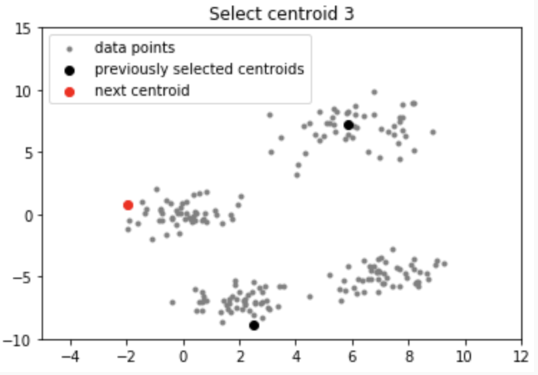 Select centroid 3
data points
previously selected centroids
next centroid
15
10
5
0
−5
−10
−4 −2 0 2 4 6 8 10 12